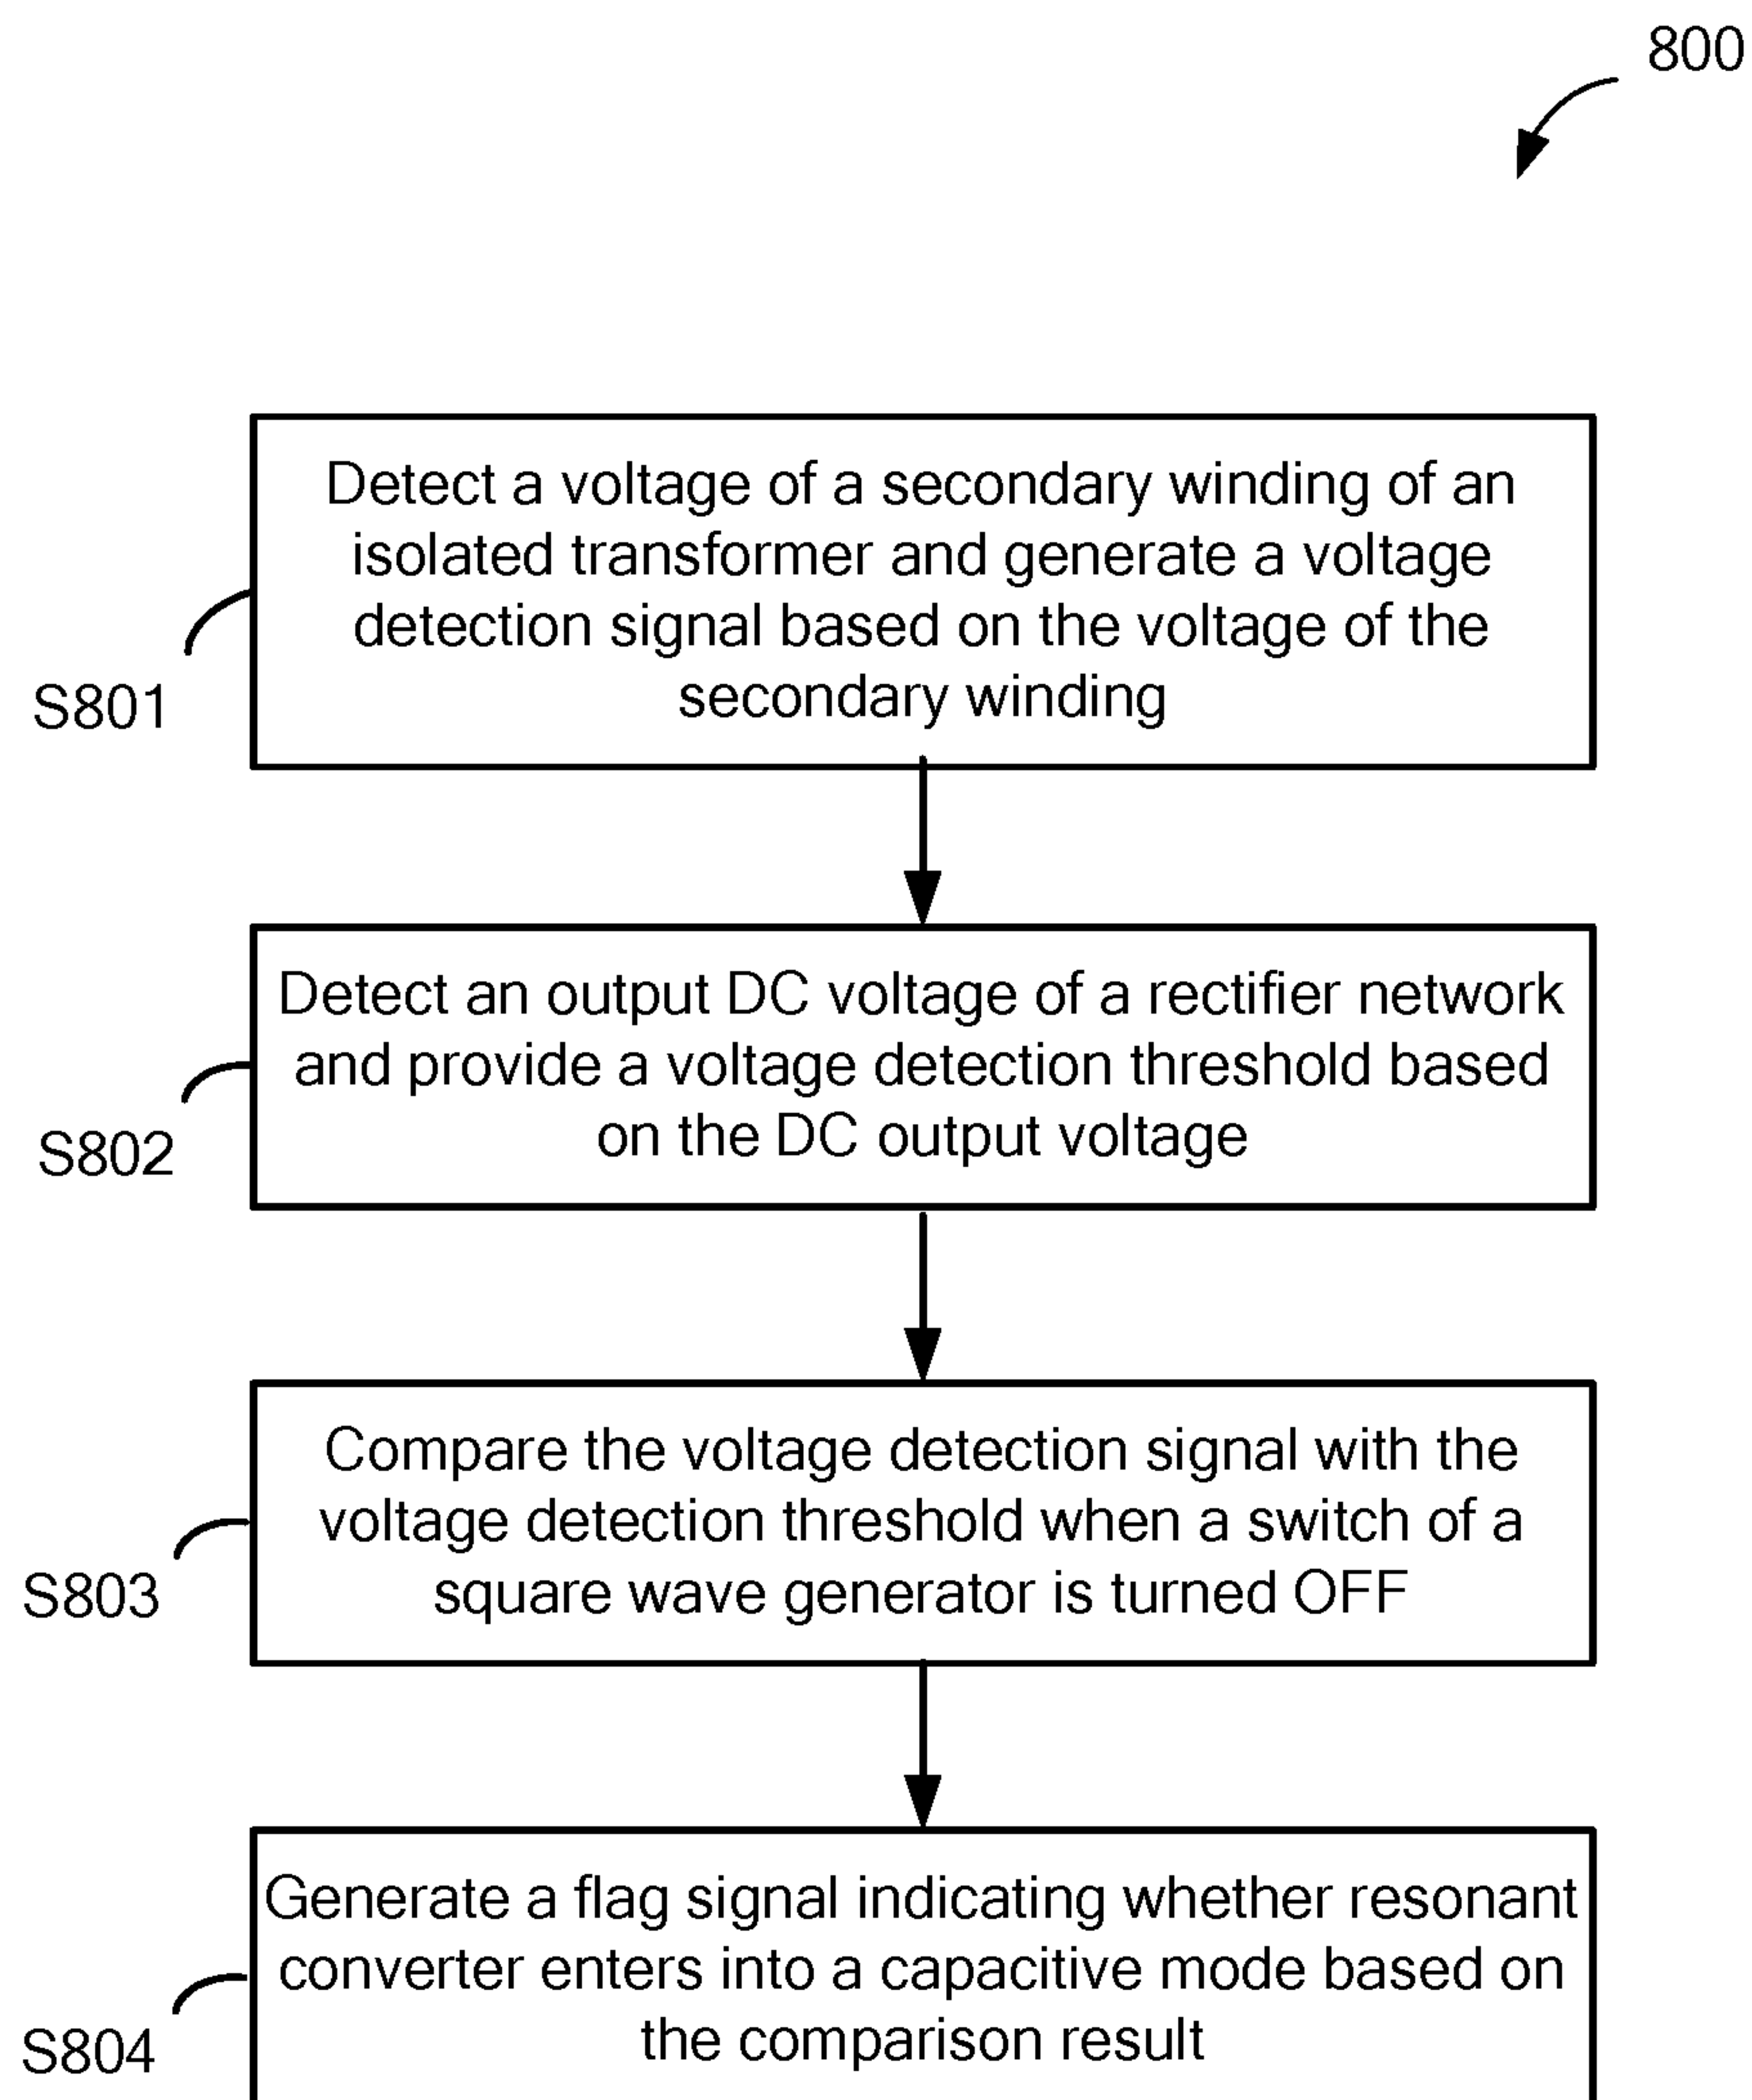 800
Detect a voltage of a secondary winding of an
isolated transformer and generate a voltage
detection signal based on the voltage of the
secondary winding
S801
Detect an output DC voltage of a rectifier network
and provide a voltage detection threshold based
on the DC output voltage
S802
Compare the voltage detection signal with the
voltage detection threshold when a switch of a
square wave generator is turned OFF
S803
Generate a flag signal indicating whether resonant
converter enters into a capacitive mode based on
the comparison result
S804